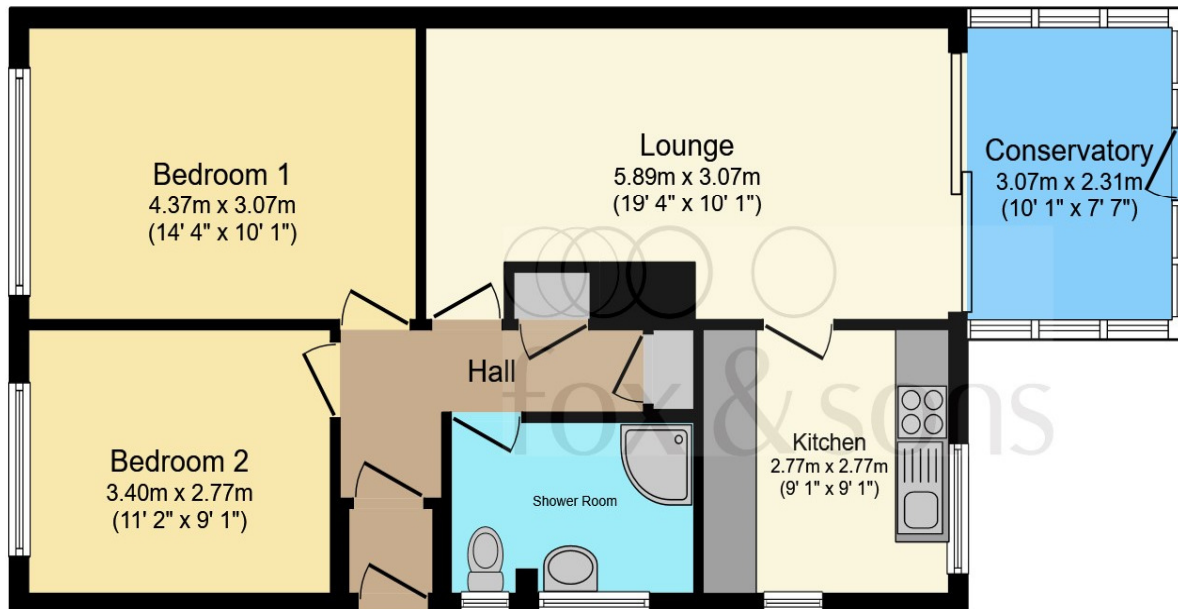 Bedroom 1
4.37m x 3.07m
(14' 4" x 10' 1")
Lounge
5.89m x 3.07m
(19' 4" x 10' 1")
Conservatory
3.07m x 2.31m
(10' 1" x 7' 7")
Hall
fox & sons
Bedroom 2
3.40m x 2.77m
(11' 2" x 9' 1")
Kitchen
2.77m x 2.77m
(9' 1" x 9' 1")
Shower Room